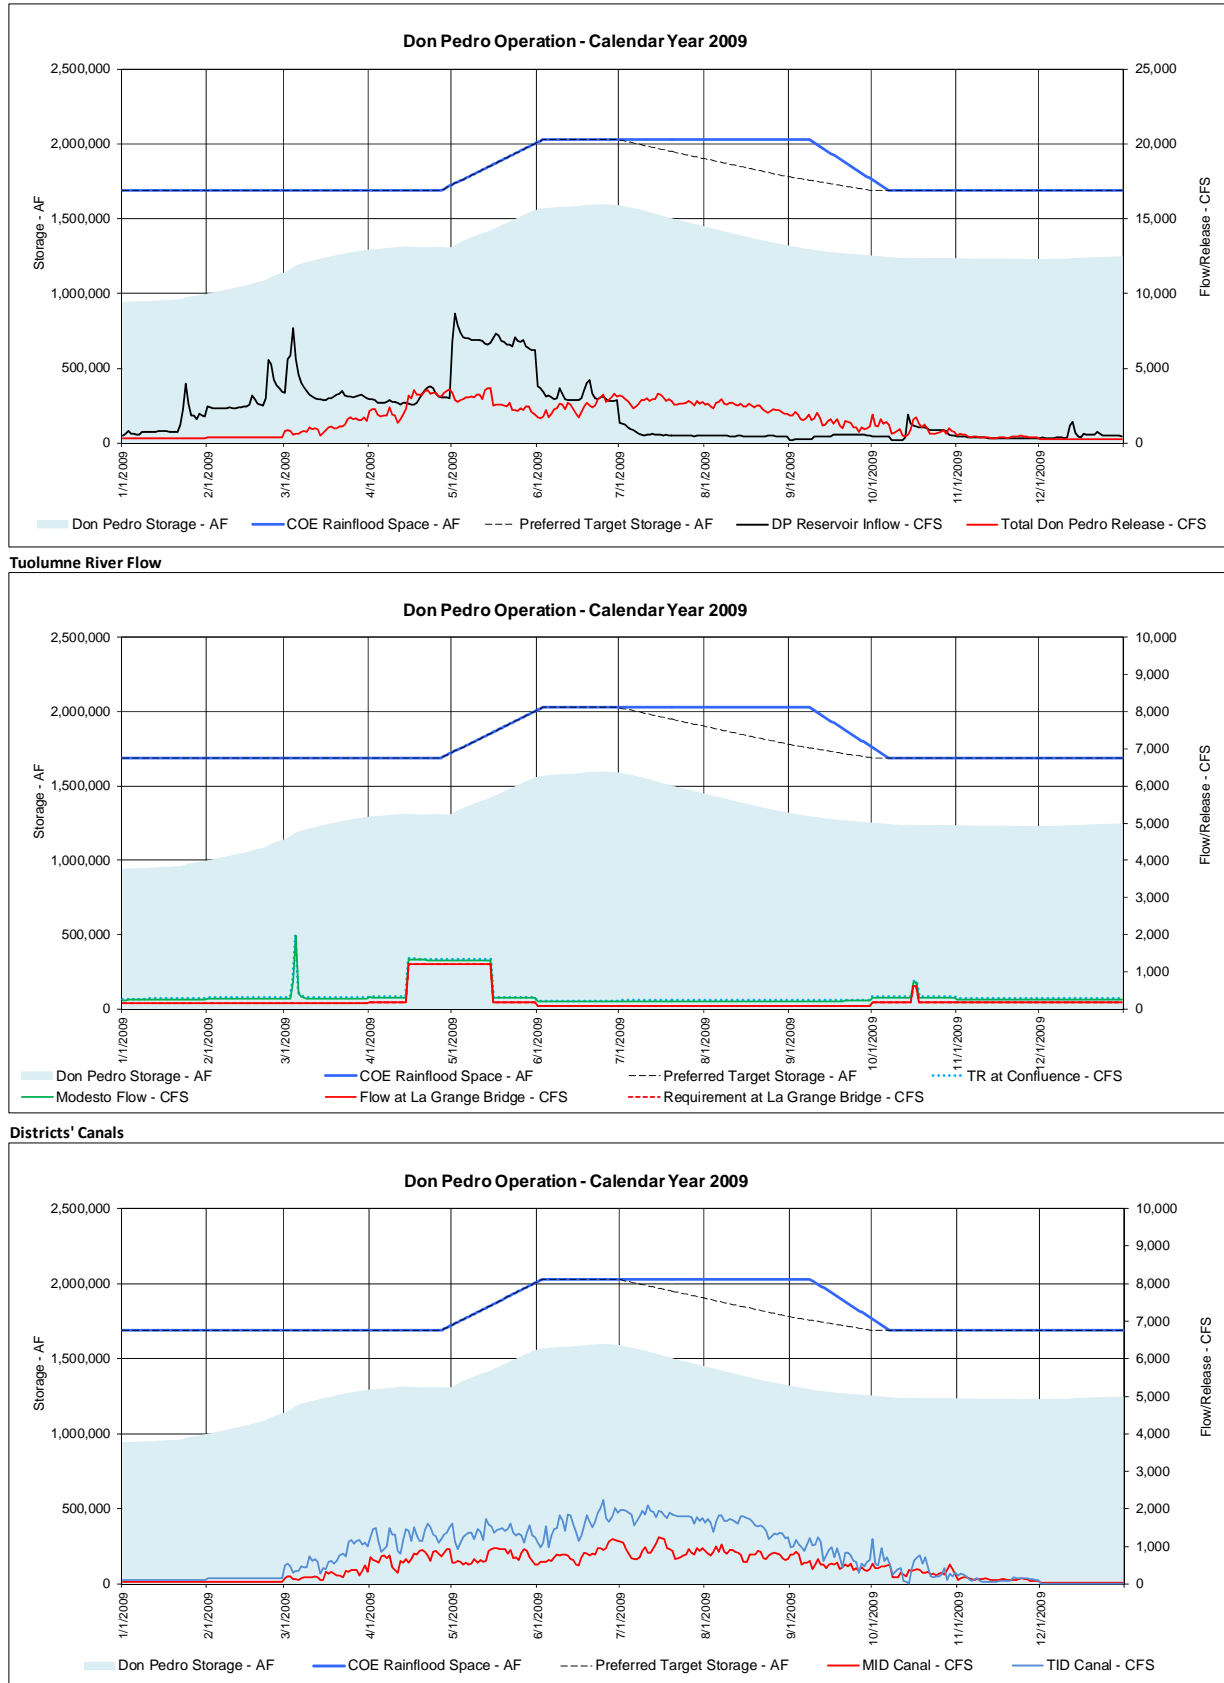 Don Pedro Operation - Calendar Year 2009
2,500,000 25,000
2,000,000 20,000
1,500,000 15,000
1,000,000 10,000
500,000 5,000
0 0
Storage - AF
Flow/Release - CFS
1/1/2009 2/1/2009 3/1/2009 4/1/2009 5/1/2009 6/1/2009 7/1/2009 8/1/2009 9/1/2009 10/1/2009 11/1/2009 12/1/2009
Don Pedro Storage - AF COE Rainflood Space - AF Preferred Target Storage - AF DP Reservoir Inflow - CFS Total Don Pedro Release - CFS
Tuolumne River Flow
Don Pedro Operation - Calendar Year 2009
2,500,000 10,000
9,000
2,000,000 8,000
7,000
1,500,000 6,000
5,000
1,000,000 4,000
3,000
500,000 2,000
1,000
0 0
Storage - AF
Flow/Release - CFS
1/1/2009 2/1/2009 3/1/2009 4/1/2009 5/1/2009 6/1/2009 7/1/2009 8/1/2009 9/1/2009 10/1/2009 11/1/2009 12/1/2009
Don Pedro Storage - AF COE Rainflood Space - AF Preferred Target Storage - AF TR at Confluence - CFS
Modesto Flow - CFS Flow at La Grange Bridge - CFS Requirement at La Grange Bridge - CFS
Districts' Canals
Don Pedro Operation - Calendar Year 2009
2,500,000 10,000
9,000
2,000,000 8,000
7,000
1,500,000 6,000
5,000
1,000,000 4,000
3,000
500,000 2,000
1,000
0 0
Storage - AF
Flow/Release - CFS
1/1/2009 2/1/2009 3/1/2009 4/1/2009 5/1/2009 6/1/2009 7/1/2009 8/1/2009 9/1/2009 10/1/2009 11/1/2009 12/1/2009
Don Pedro Storage - AF COE Rainflood Space - AF Preferred Target Storage - AF MID Canal - CFS TID Canal - CFS